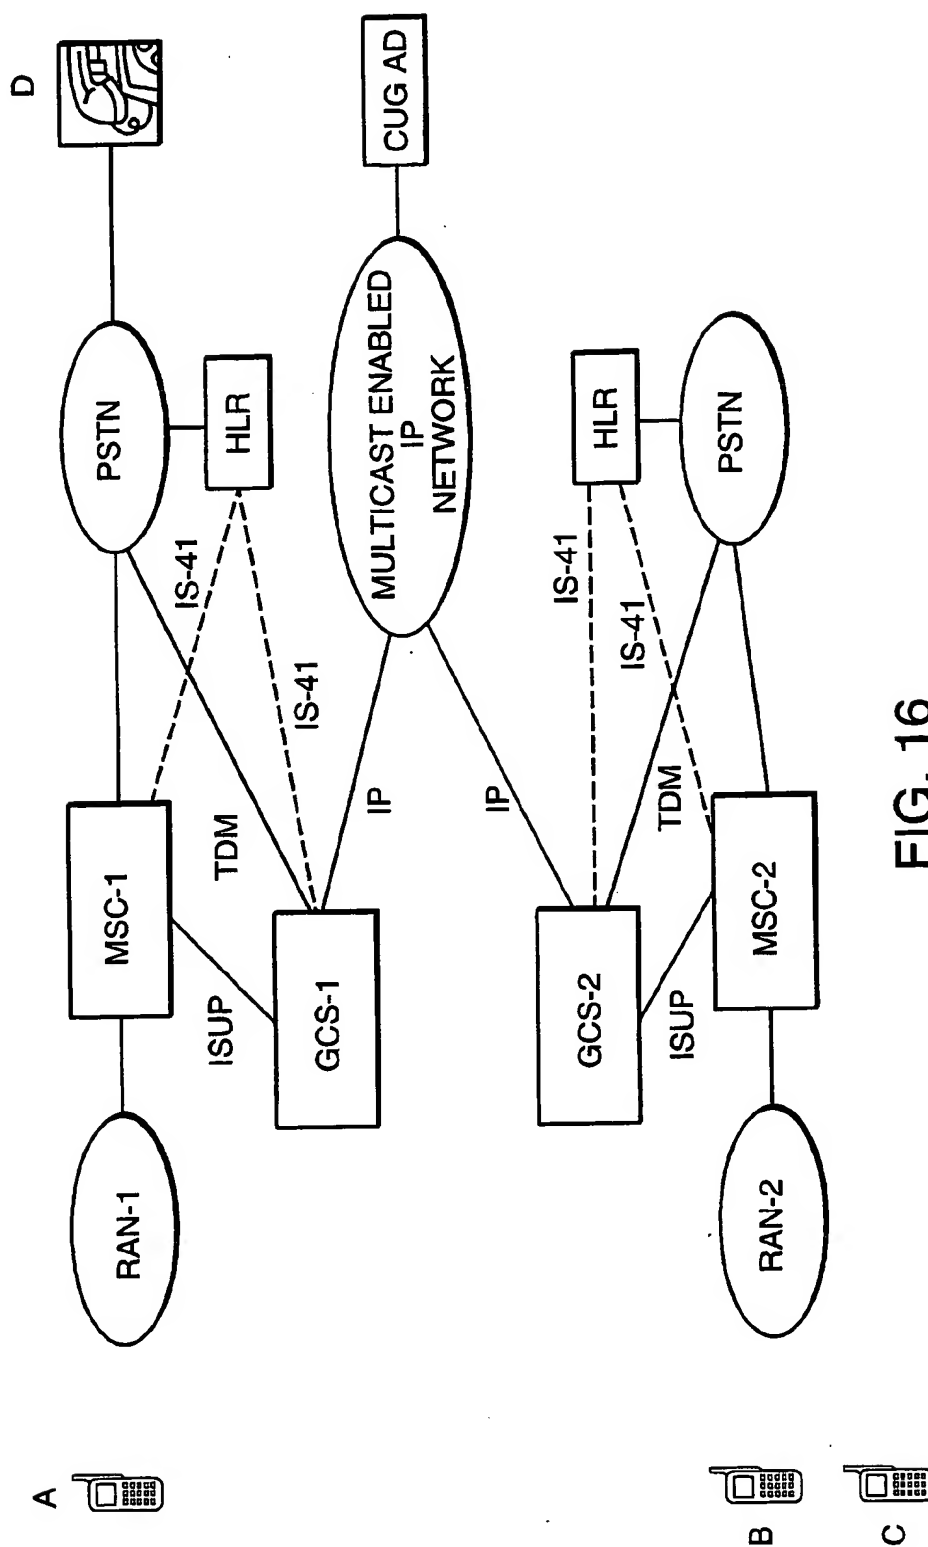 A
RAN-1
MSC-1
PSTN
D
ISUP
TDM
IS-41
HLR
GCS-1
IS-41
IP
MULTICAST ENABLED
IP
NETWORK
CUG AD
IP
GCS-2
IS-41
HLR
IS-41
ISUP
TDM
B
RAN-2
MSC-2
PSTN
C
FIG. 16